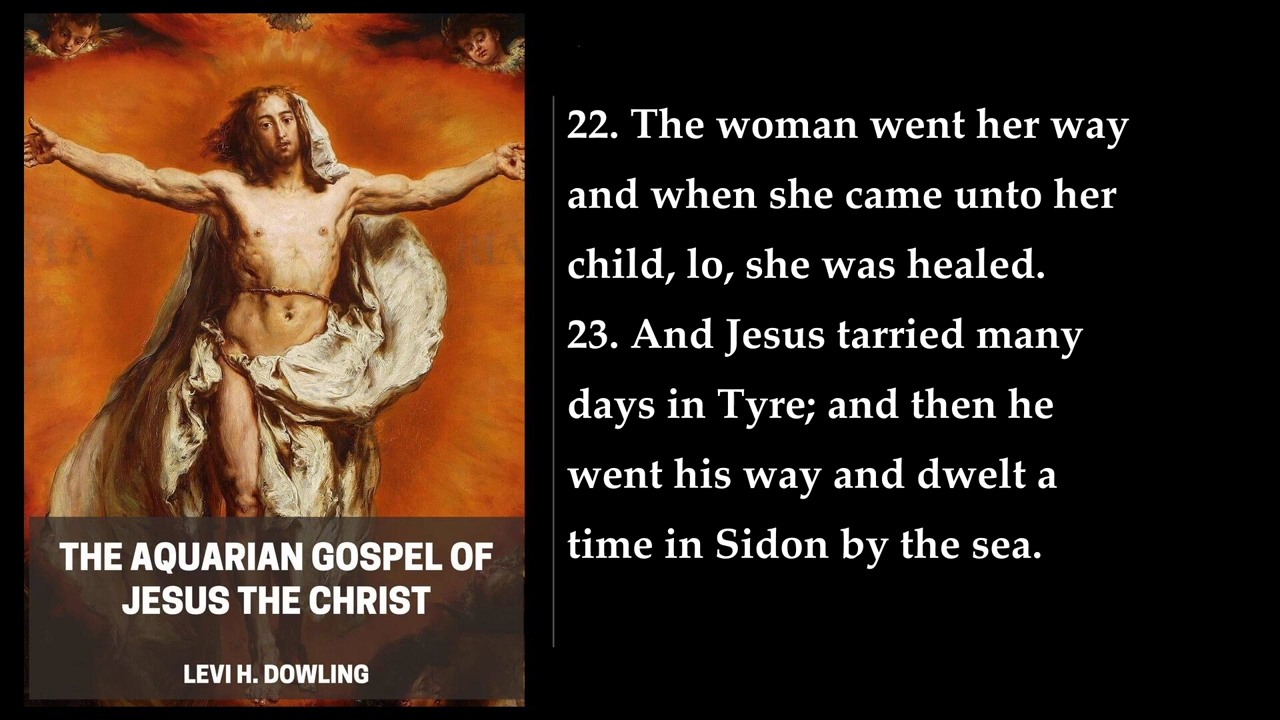 THE AQUARIAN GOSPEL OF
JESUS THE CHRIST
LEVI H. DOWLING
22. The woman went her way
and when she came unto her
child, lo, she was healed.
23. And Jesus tarried many
days in Tyre; and then he
went his way and dwelt a
time in Sidon by the sea.